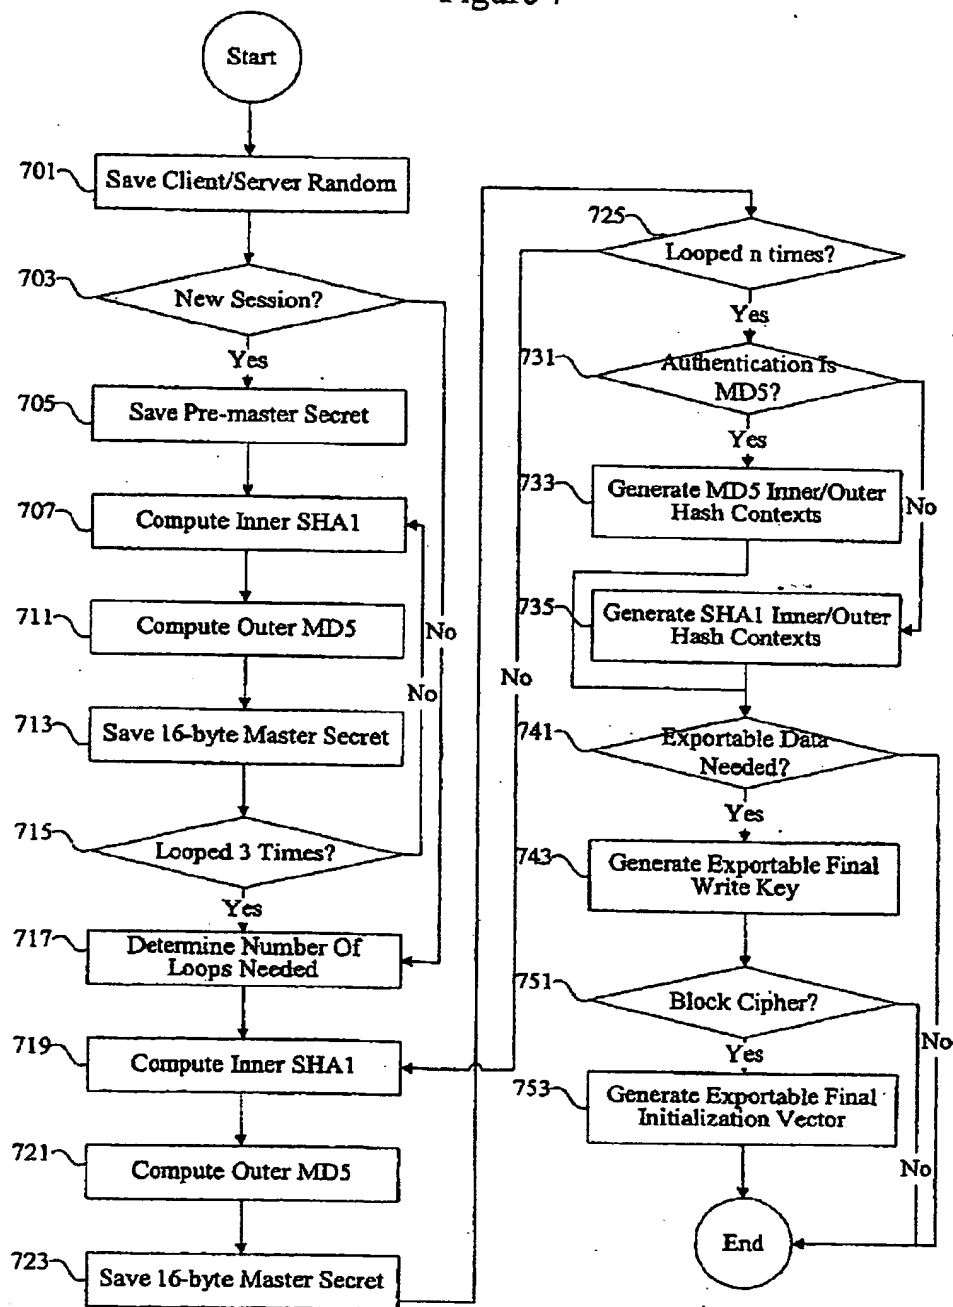 Figure 7
Start
701
Save Client/Server Random
703
New Session?
Yes
705
Save Pre-master Secret
707
Compute Inner SHA1
711
Compute Outer MD5
No
No
713
Save 16-byte Master Secret
715
Looped 3 Times?
Yes
717
Determine Number Of
Loops Needed
719
Compute Inner SHA1
721
Compute Outer MD5
723
Save 16-byte Master Secret
725
Looped n times?
Yes
No
731
Authentication Is
MD5?
Yes
No
733
Generate MD5 Inner/Outer
Hash Contexts
735
Generate SHA1 Inner/Outer
Hash Contexts
741
Exportable Data
Needed?
Yes
743
Generate Exportable Final
Write Key
751
Block Cipher?
Yes
No
753
Generate Exportable Final
Initialization Vector
No
End